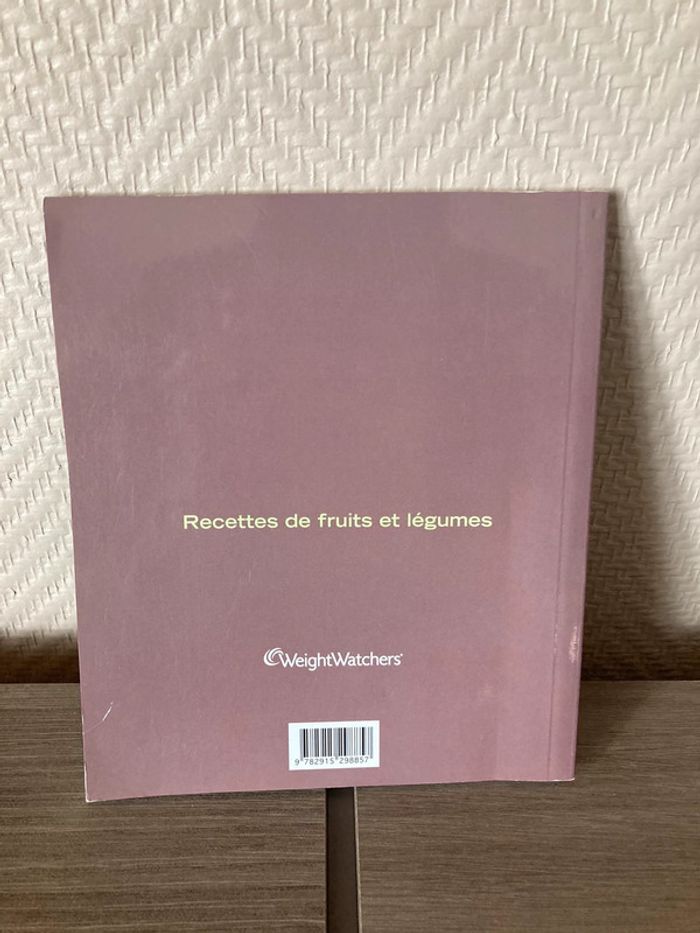 Recettes de fruits et légumes
WeightWatchers®
9 782915 298857